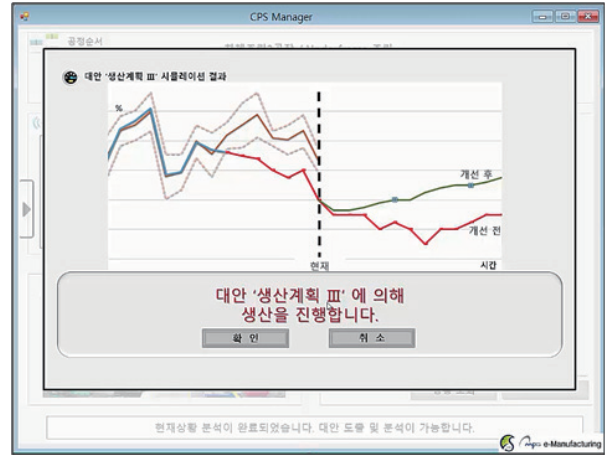 CPS Manager
공정순서
대안 '생산계획 Ⅲ' 시뮬레이션 결과
%
개선 후
개선 전
현재
시간
대안 '생산계획 Ⅲ' 에 의해
생산을 진행합니다.
확 인
취 소
현재상황 분석이 완료되었습니다. 대안 도출 및 분석이 가능합니다.
e-Manufacturing